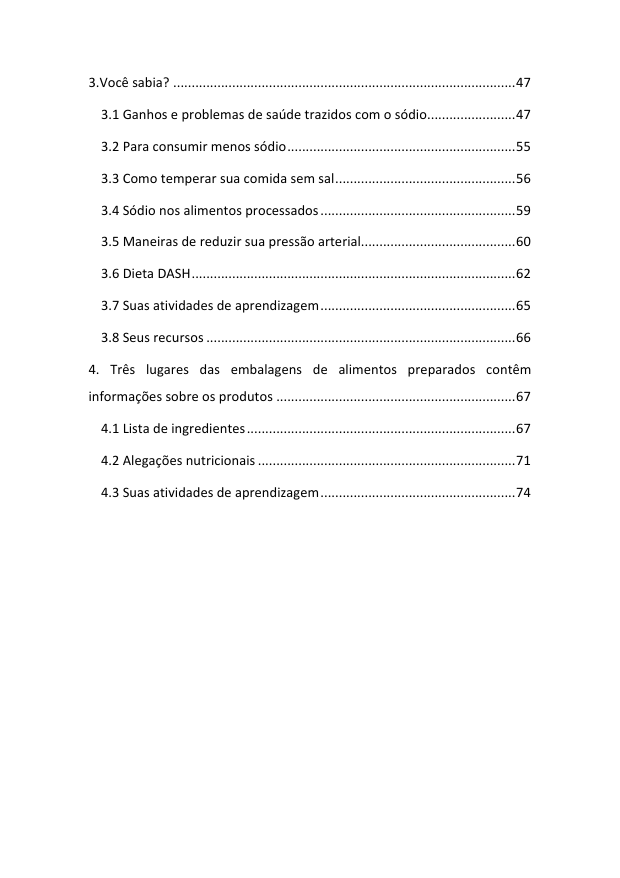 3.Você sabia? ..............................................................................................47
3.1 Ganhos e problemas de saúde trazidos com o sódio........................47
3.2 Para consumir menos sódio..............................................................55
3.3 Como temperar sua comida sem sal.................................................56
3.4 Sódio nos alimentos processados .....................................................59
3.5 Maneiras de reduzir sua pressão arterial..........................................60
3.6 Dieta DASH........................................................................................62
3.7 Suas atividades de aprendizagem.....................................................65
3.8 Seus recursos ....................................................................................66
4. Três lugares das embalagens de alimentos preparados contêm
informações sobre os produtos .................................................................67
4.1 Lista de ingredientes.........................................................................67
4.2 Alegações nutricionais ......................................................................71
4.3 Suas atividades de aprendizagem.....................................................74